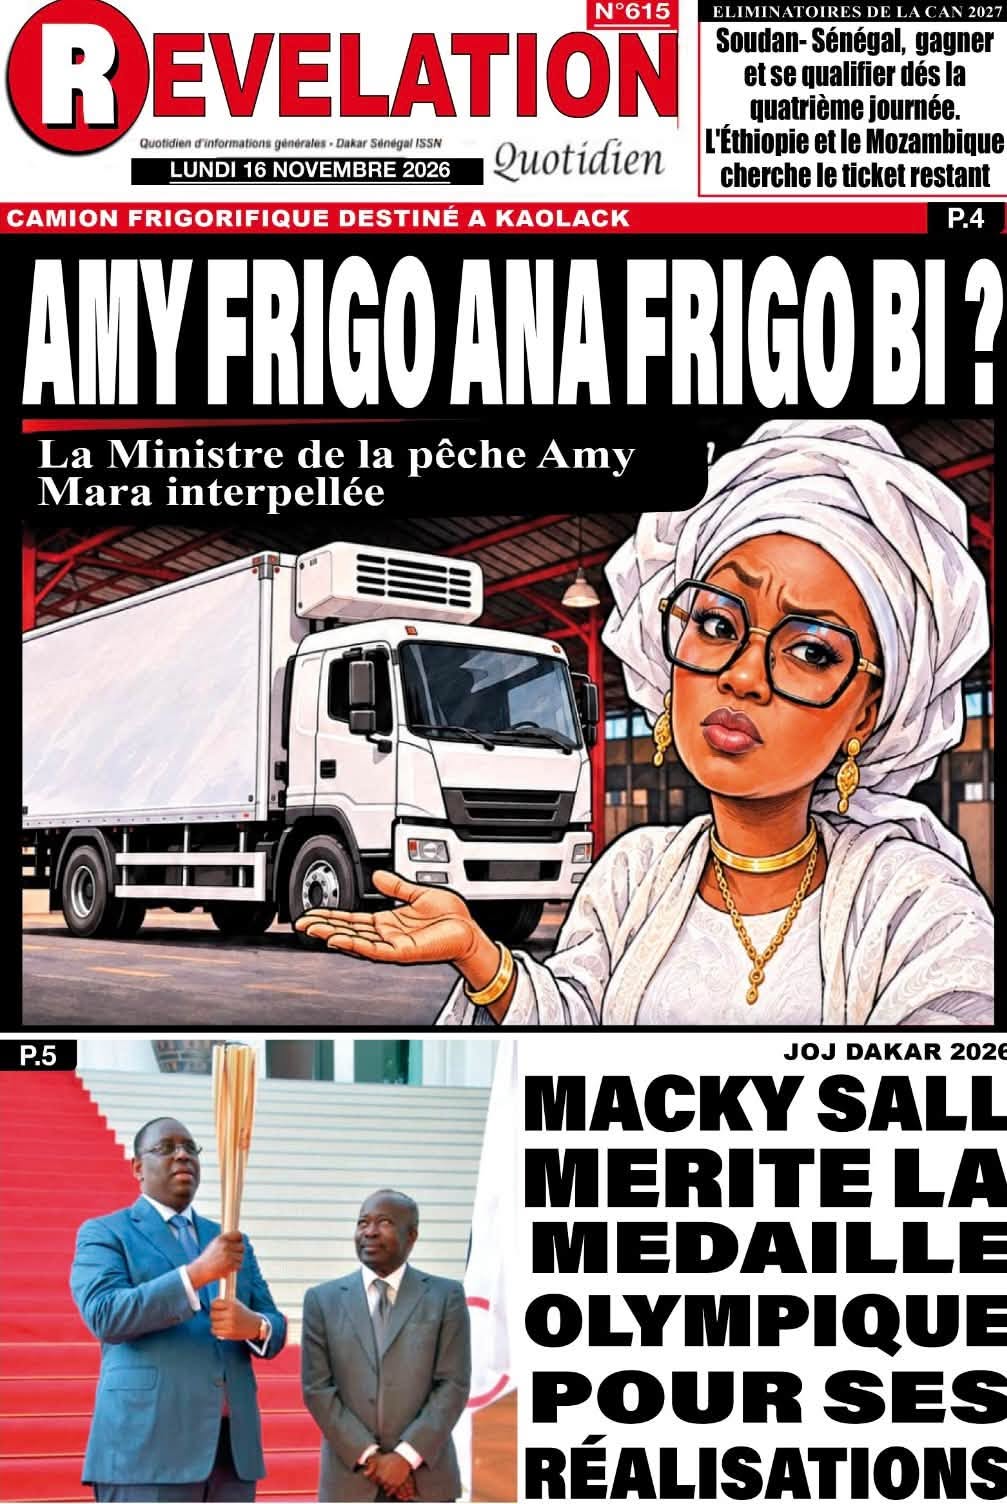 N°615
REVELATION
Quotidien d'informations générales - Dakar Sénégal ISSN
LUNDI 16 NOVEMBRE 2026
Quotidien
ELIMINATOIRES DE LA CAN 2027
Soudan- Sénégal, gagner
et se qualifier dés la
quatrième journée.
L'Éthiopie et le Mozambique
cherche le ticket restant
CAMION FRIGORIFIQUE DESTINÉ A KAOLACK
P.4
AMY FRIGO ANA FRIGO BI ?
La Ministre de la pêche Amy
Mara interpellée
P.5
JOJ DAKAR 2026
MACKY SALL
MERITE LA
MEDAILLE
OLYMPIQUE
POUR SES
RÉALISATIONS